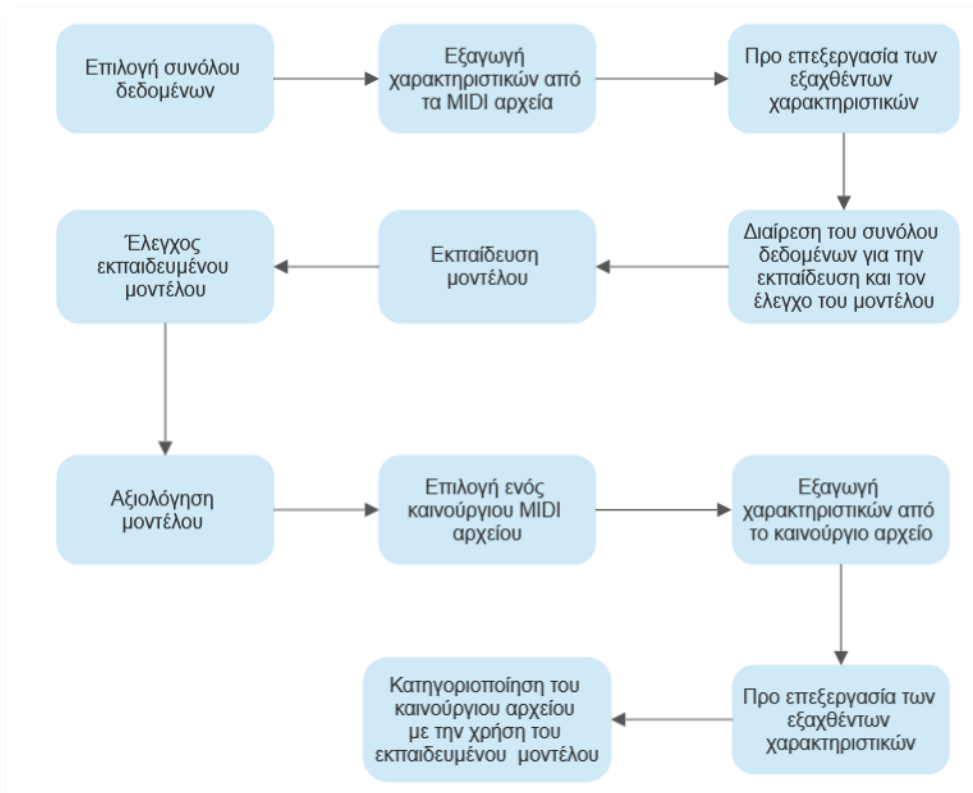 Επιλογή συνόλου
δεδομένων
Εξαγωγή
χαρακτηριστικών από
τα MIDI αρχεία
Προ επεξεργασία των
εξαχθέντων
χαρακτηριστικών
Διαίρεση του συνόλου
δεδομένων για την
εκπαίδευση και τον
έλεγχο του μοντέλου
Εκπαίδευση
μοντέλου
Έλεγχος
εκπαιδευμένου
μοντέλου
Αξιολόγηση
μοντέλου
Επιλογή ενός
καινούργιου MIDI
αρχείου
Εξαγωγή
χαρακτηριστικών από
το καινούργιο αρχείο
Προ επεξεργασία των
εξαχθέντων
χαρακτηριστικών
Κατηγοριοποίηση του
καινούργιου αρχείου
με την χρήση του
εκπαιδευμένου μοντέλου